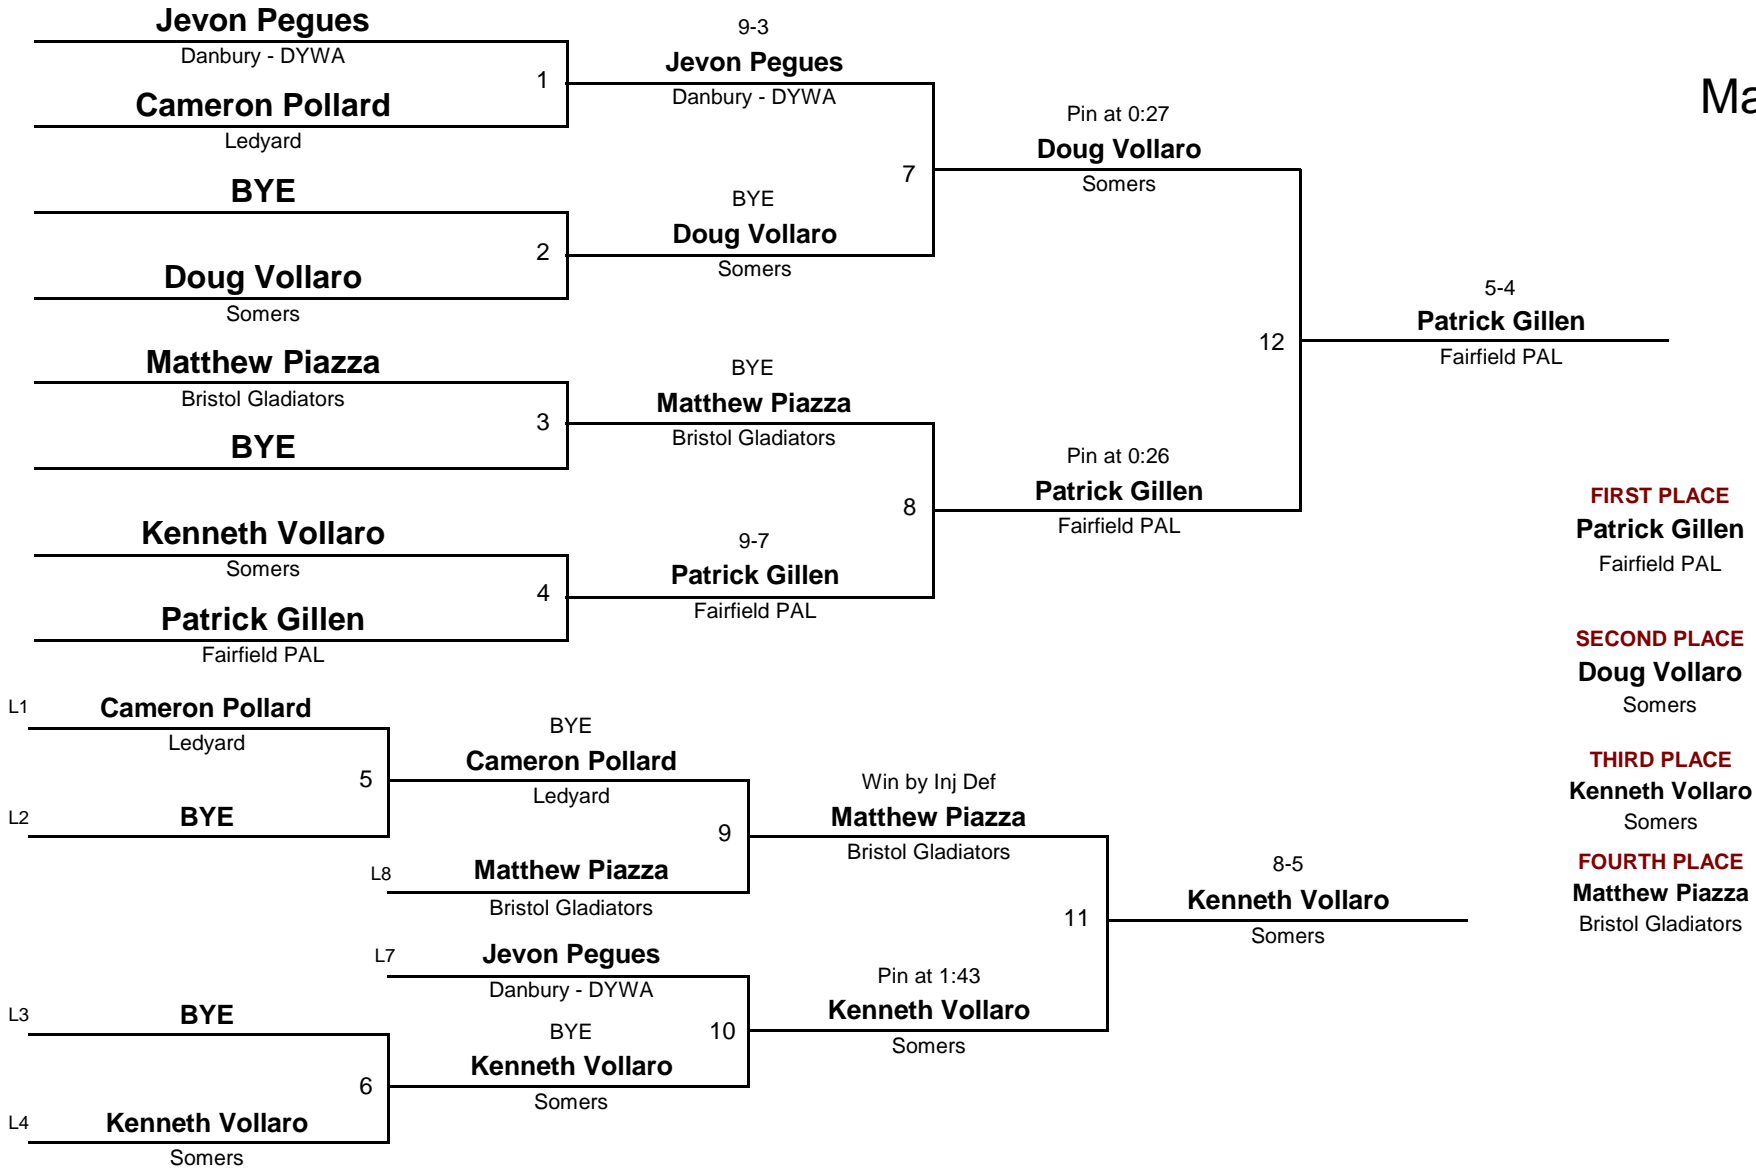 Jevon Pegues
Danbury - DYWA
1
Cameron Pollard
Ledyard
BYE
2
Doug Vollaro
Somers
Matthew Piazza
Bristol Gladiators
3
BYE
Kenneth Vollaro
Somers
4
Patrick Gillen
Fairfield PAL
9-3
Jevon Pegues
Danbury - DYWA
7
BYE
Doug Vollaro
Somers
BYE
Matthew Piazza
Bristol Gladiators
8
9-7
Patrick Gillen
Fairfield PAL
Pin at 0:27
Doug Vollaro
Somers
12
Pin at 0:26
Patrick Gillen
Fairfield PAL
5-4
Patrick Gillen
Fairfield PAL
Ma
FIRST PLACE
Patrick Gillen
Fairfield PAL
SECOND PLACE
Doug Vollaro
Somers
THIRD PLACE
Kenneth Vollaro
Somers
FOURTH PLACE
Matthew Piazza
Bristol Gladiators
L1
Cameron Pollard
Ledyard
5
L2
BYE
BYE
Cameron Pollard
Ledyard
9
L8
Matthew Piazza
Bristol Gladiators
L7
Jevon Pegues
Danbury - DYWA
L3
BYE
BYE
10
Kenneth Vollaro
Somers
6
L4
Kenneth Vollaro
Somers
Win by Inj Def
Matthew Piazza
Bristol Gladiators
11
Pin at 1:43
Kenneth Vollaro
Somers
8-5
Kenneth Vollaro
Somers